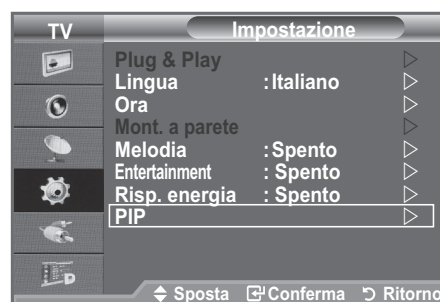 TV Impostazione
Plug & Play
Lingua : Italiano
Ora
Mont. a parete
Melodia : Spento
Entertainment : Spento
Risp. energia : Spento
PIP
Sposta Conferma Ritorno